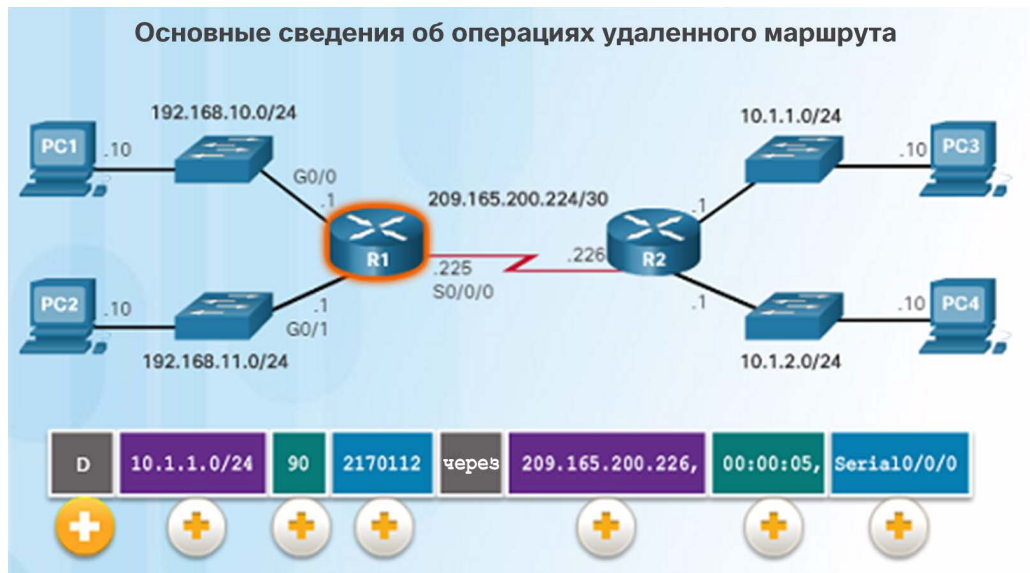 Основные сведения об операциях удаленного маршрута
192.168.10.0/24
10.1.1.0/24
PC1
.10
.10
PC3
G0/0
.1
209.165.200.224/30
.1
R1
.226
R2
.225
S0/0/0
PC2
.10
.1
G0/1
.1
.10
PC4
192.168.11.0/24
10.1.2.0/24
D 10.1.1.0/24 90 2170112 через 209.165.200.226, 00:00:05, Serial0/0/0